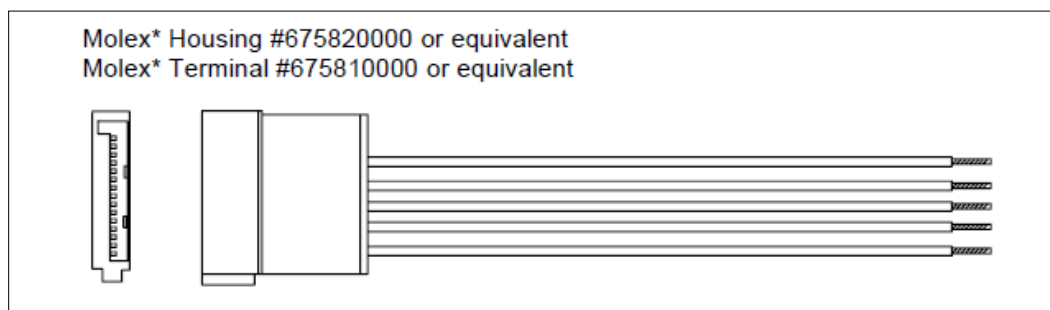 Molex* Housing #675820000 or equivalent
Molex* Terminal #675810000 or equivalent